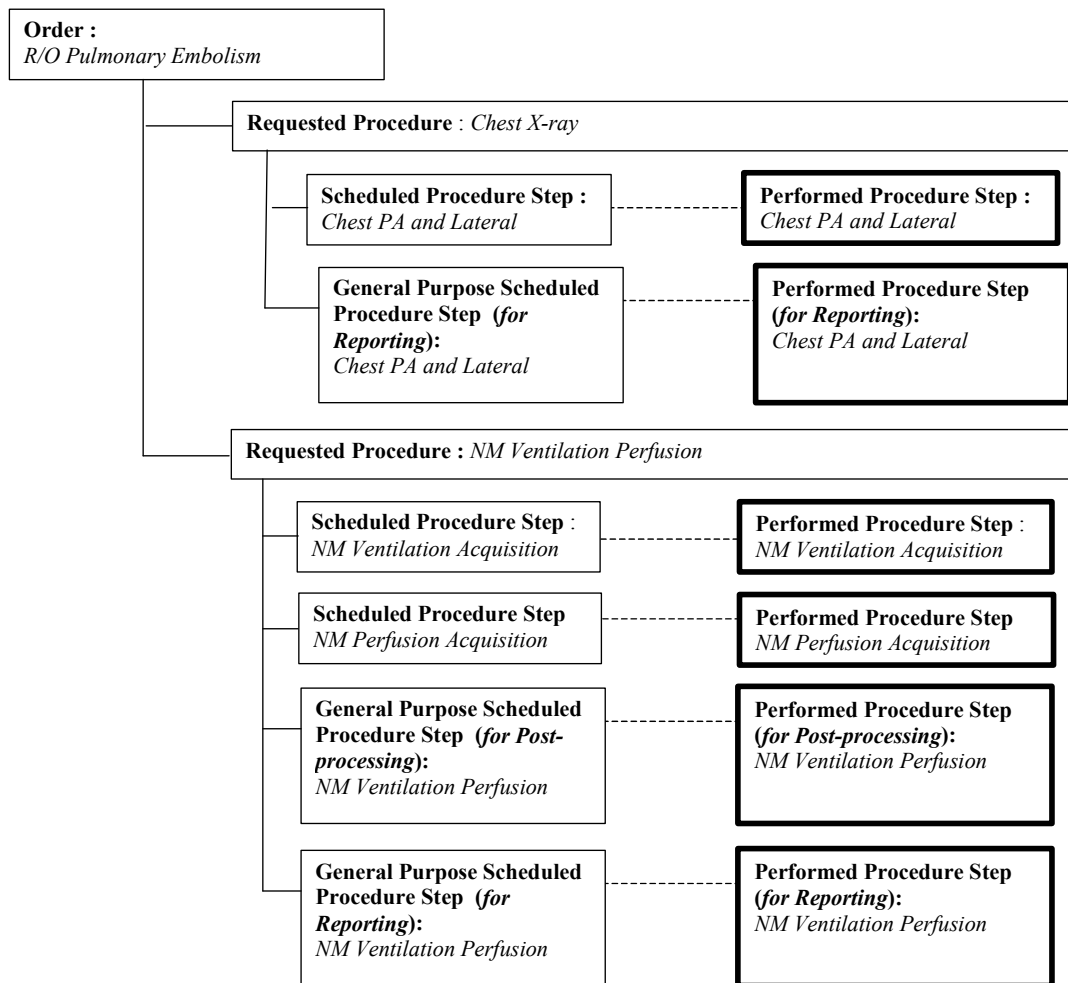 Order :
R/O Pulmonary Embolism
Requested Procedure : Chest X-ray
Scheduled Procedure Step :
Chest PA and Lateral
Performed Procedure Step :
Chest PA and Lateral
General Purpose Scheduled
Procedure Step (for
Reporting):
Chest PA and Lateral
Performed Procedure Step
(for Reporting):
Chest PA and Lateral
Requested Procedure : NM Ventilation Perfusion
Scheduled Procedure Step :
NM Ventilation Acquisition
Performed Procedure Step :
NM Ventilation Acquisition
Scheduled Procedure Step
NM Perfusion Acquisition
Performed Procedure Step
NM Perfusion Acquisition
General Purpose Scheduled
Procedure Step (for Post-
processing):
NM Ventilation Perfusion
Performed Procedure Step
(for Post-processing):
NM Ventilation Perfusion
General Purpose Scheduled
Procedure Step (for
Reporting):
NM Ventilation Perfusion
Performed Procedure Step
(for Reporting):
NM Ventilation Perfusion